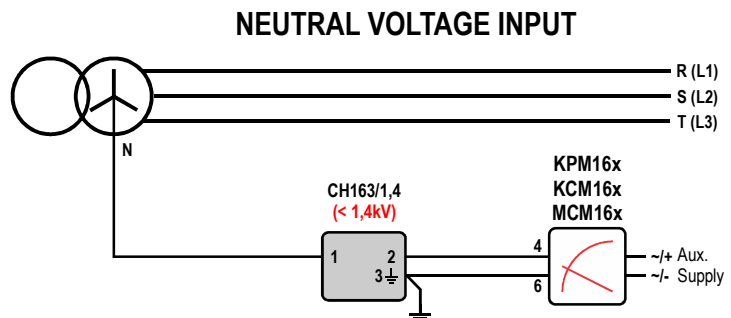 NEUTRAL VOLTAGE INPUT
R (L1)
S (L2)
T (L3)
N
KPM16x
KCM16x
MCM16x
CH163/1,4
(< 1,4kV)
1 2
3
4
6
~/+ Aux.
~/- Supply